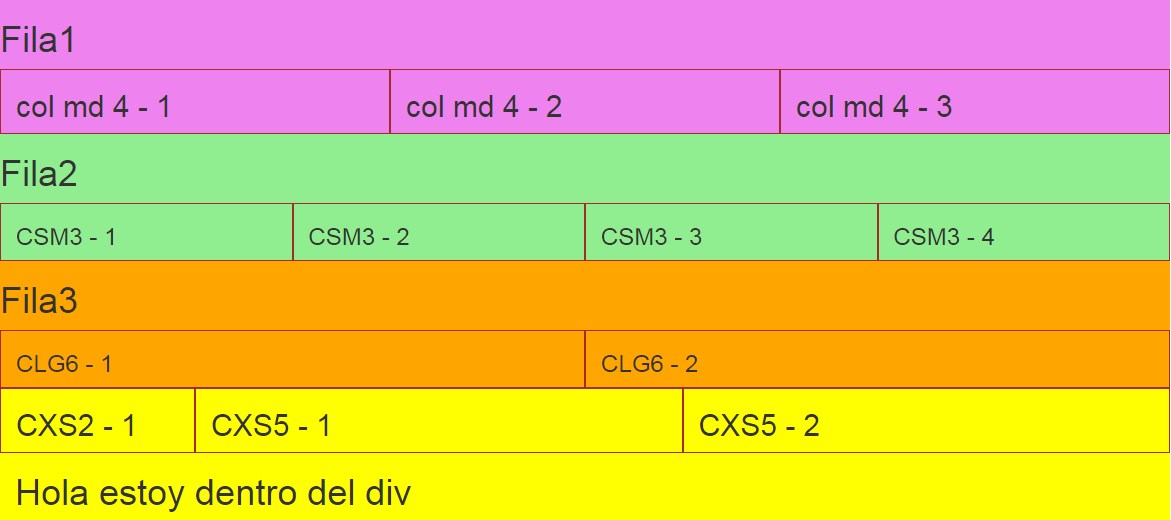 Fila1
col md 4 - 1 col md 4 - 2 col md 4 - 3
Fila2
CSM3 - 1 CSM3 - 2 CSM3 - 3 CSM3 - 4
Fila3
CLG6 - 1 CLG6 - 2
CXS2 - 1 CXS5 - 1 CXS5 - 2
Hola estoy dentro del div